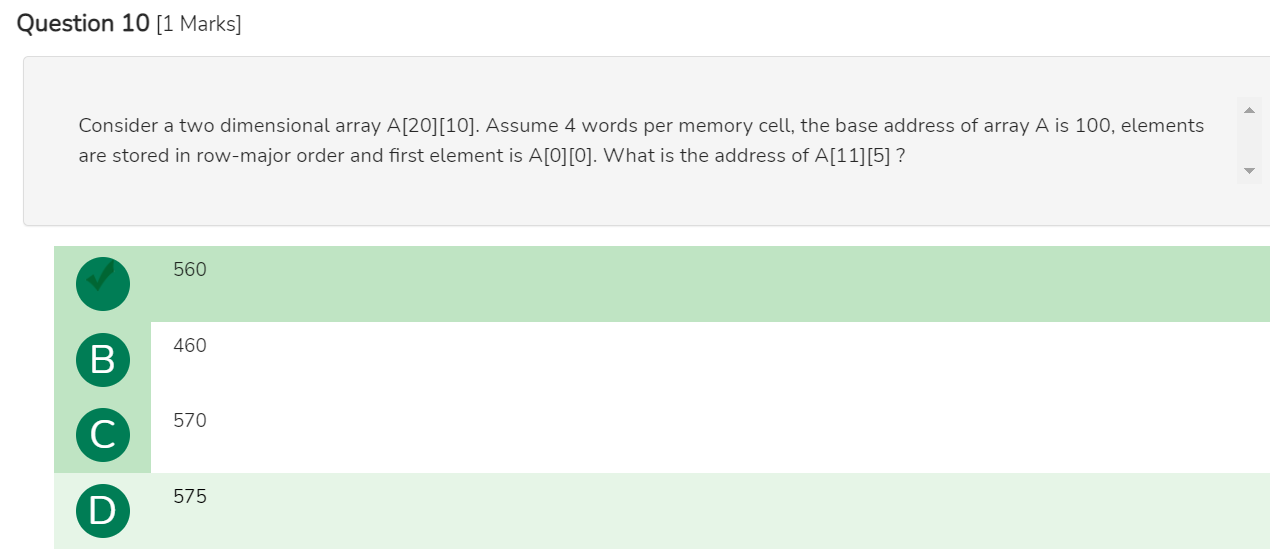 Question 10 [1 Marks]
Consider a two dimensional array A[20][10]. Assume 4 words per memory cell, the base address of array A is 100, elements
are stored in row-major order and first element is A[0][0]. What is the address of A[11][5] ?
560
B 460
C 570
D 575